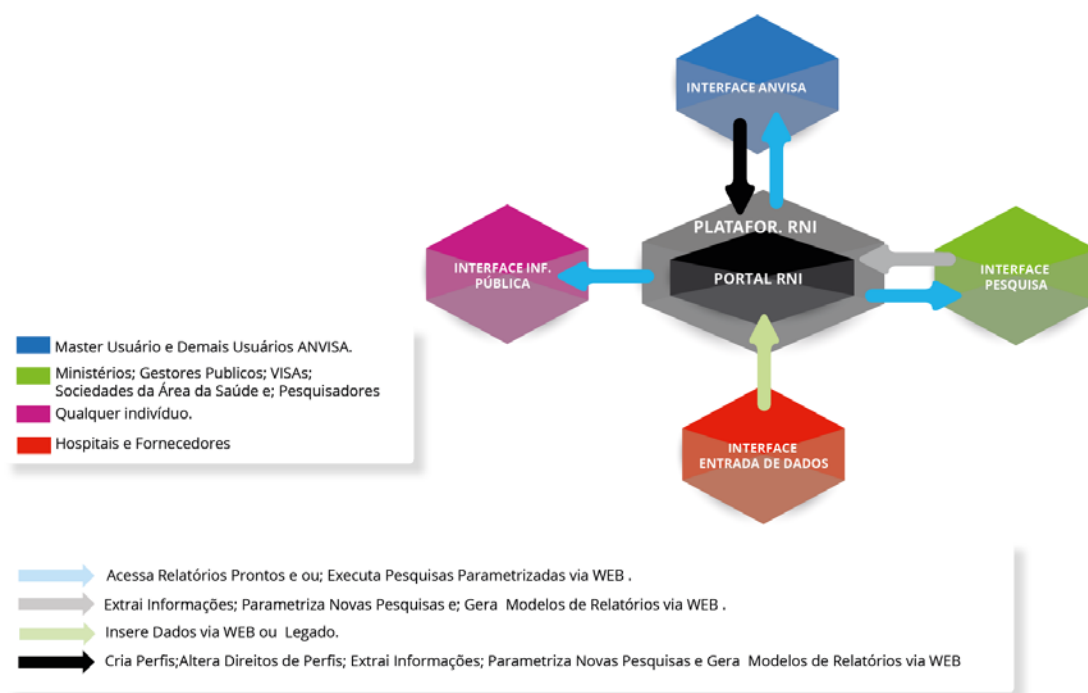 INTERFACE ANVISA
PLATAFOR. RNI
PORTAL RNI
INTERFACE INF.
PÚBLICA
INTERFACE
PESQUISA
INTERFACE
ENTRADA DE DADOS
Master Usuário e Demais Usuários ANVISA.
Ministérios; Gestores Publicos; VISAs;
Sociedades da Área da Saúde e; Pesquisadores
Qualquer indivíduo.
Hospitais e Fornecedores
Acessa Relatórios Prontos e ou; Executa Pesquisas Parametrizadas via WEB .
Extrai Informações; Parametriza Novas Pesquisas e; Gera Modelos de Relatórios via WEB .
Insere Dados via WEB ou Legado.
Cria Perfis;Altera Direitos de Perfis; Extrai Informações; Parametriza Novas Pesquisas e Gera Modelos de Relatórios via WEB